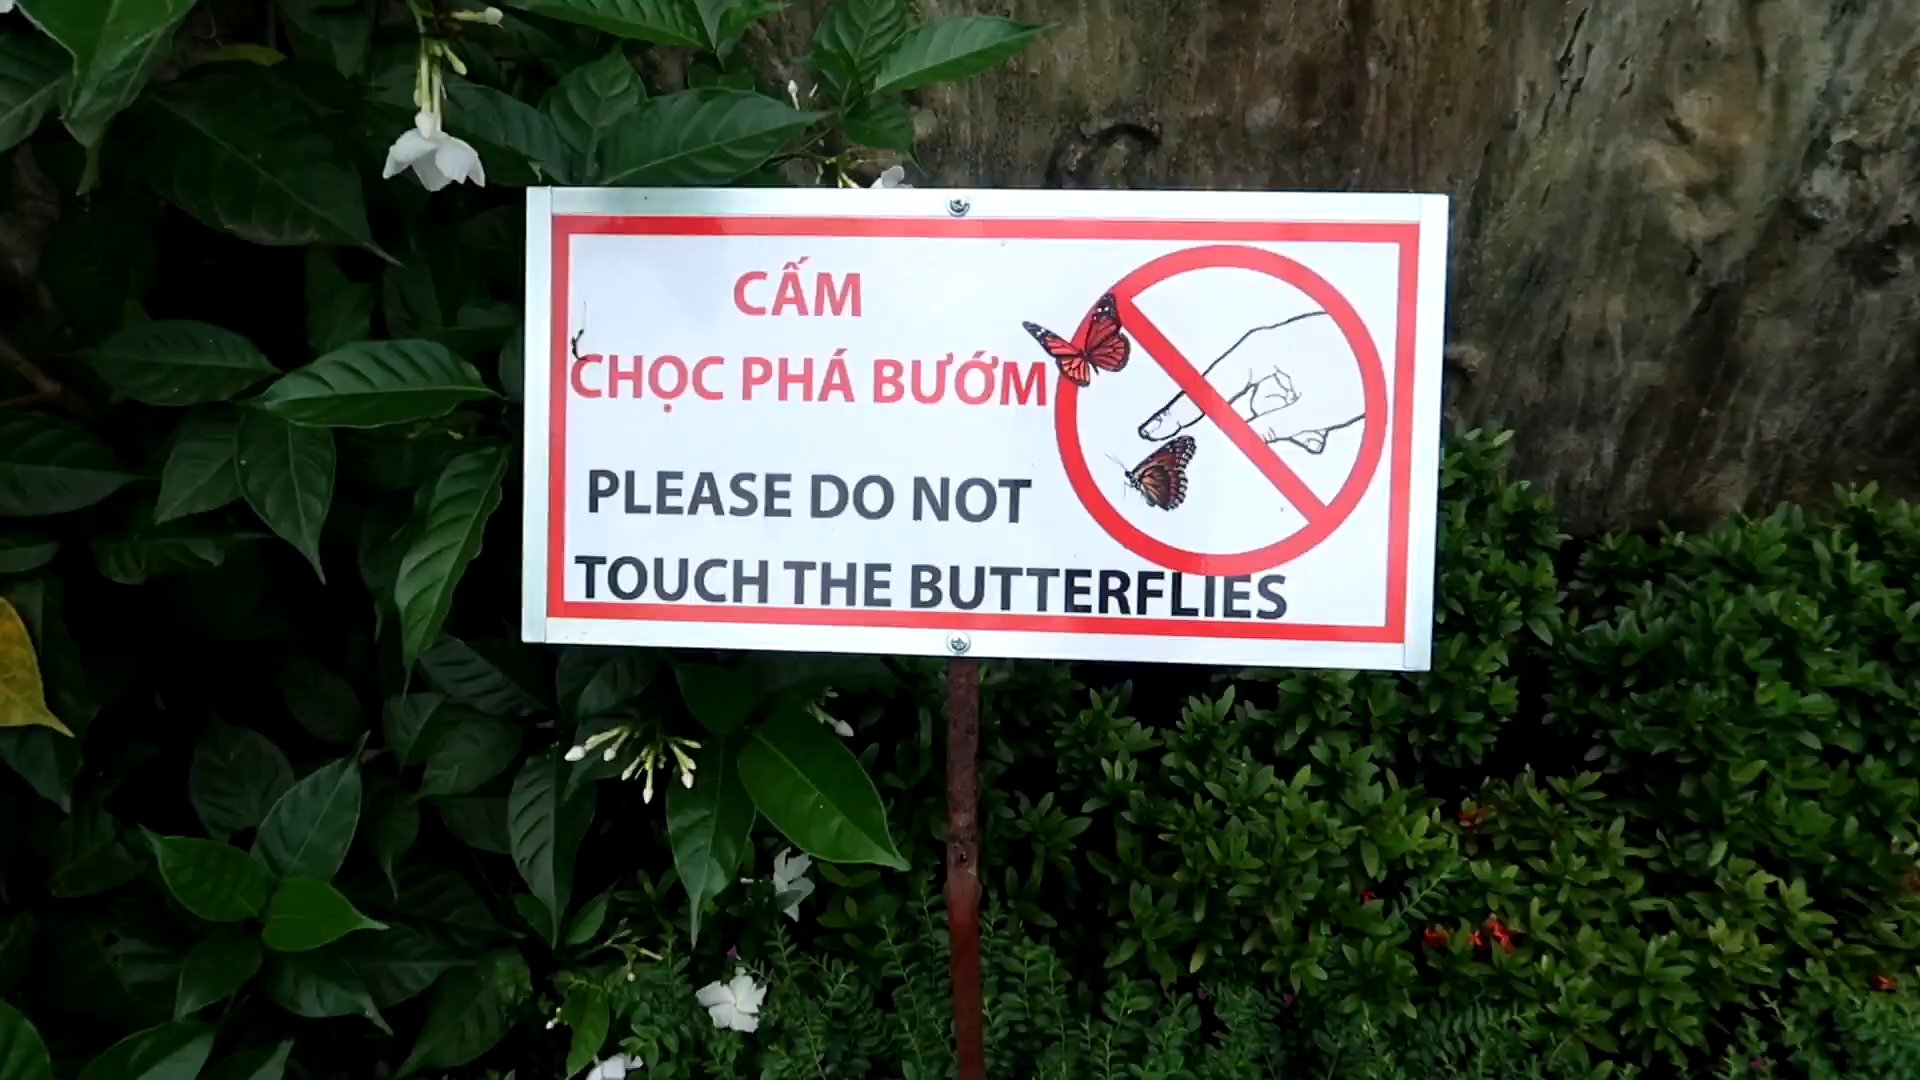 CẤM
CHỌC PHÁ BƯỚM
PLEASE DO NOT
TOUCH THE BUTTERFLIES